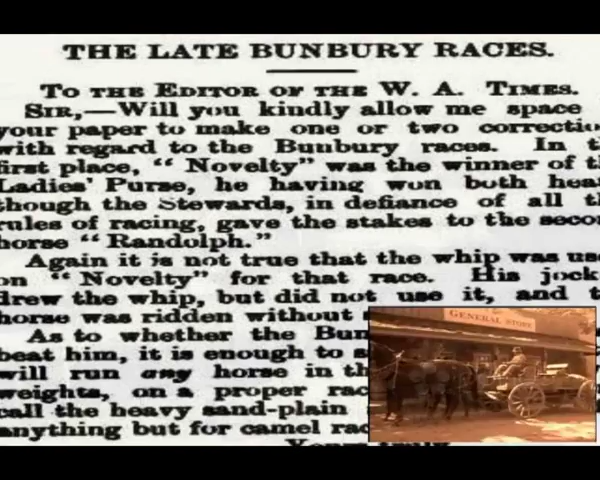 THE LATE BUNBURY RACES.
TO THE EDITOR OF THE W. A. TIMES.
SIR,—Will you kindly allow me space
your paper to make one or two correctio
with regard to the Bunbury races. In t
first place, “ Novelty” was the winner of t
Ladies' Purse, he having won both hea
though the Stewards, in defiance of all t
rules of racing, gave the stakes to the seco
horse “ Randolph.”
Again it is not true that the whip was us
on “ Novelty” for that race. His jock
drew the whip, but did not use it, and t
horse was ridden without s
As to whether the Bun
beat him, it is enough to s
will run any horse in th
weights, on a proper rac
call the heavy sand-plain
anything but for camel rac
GENERAL STORE